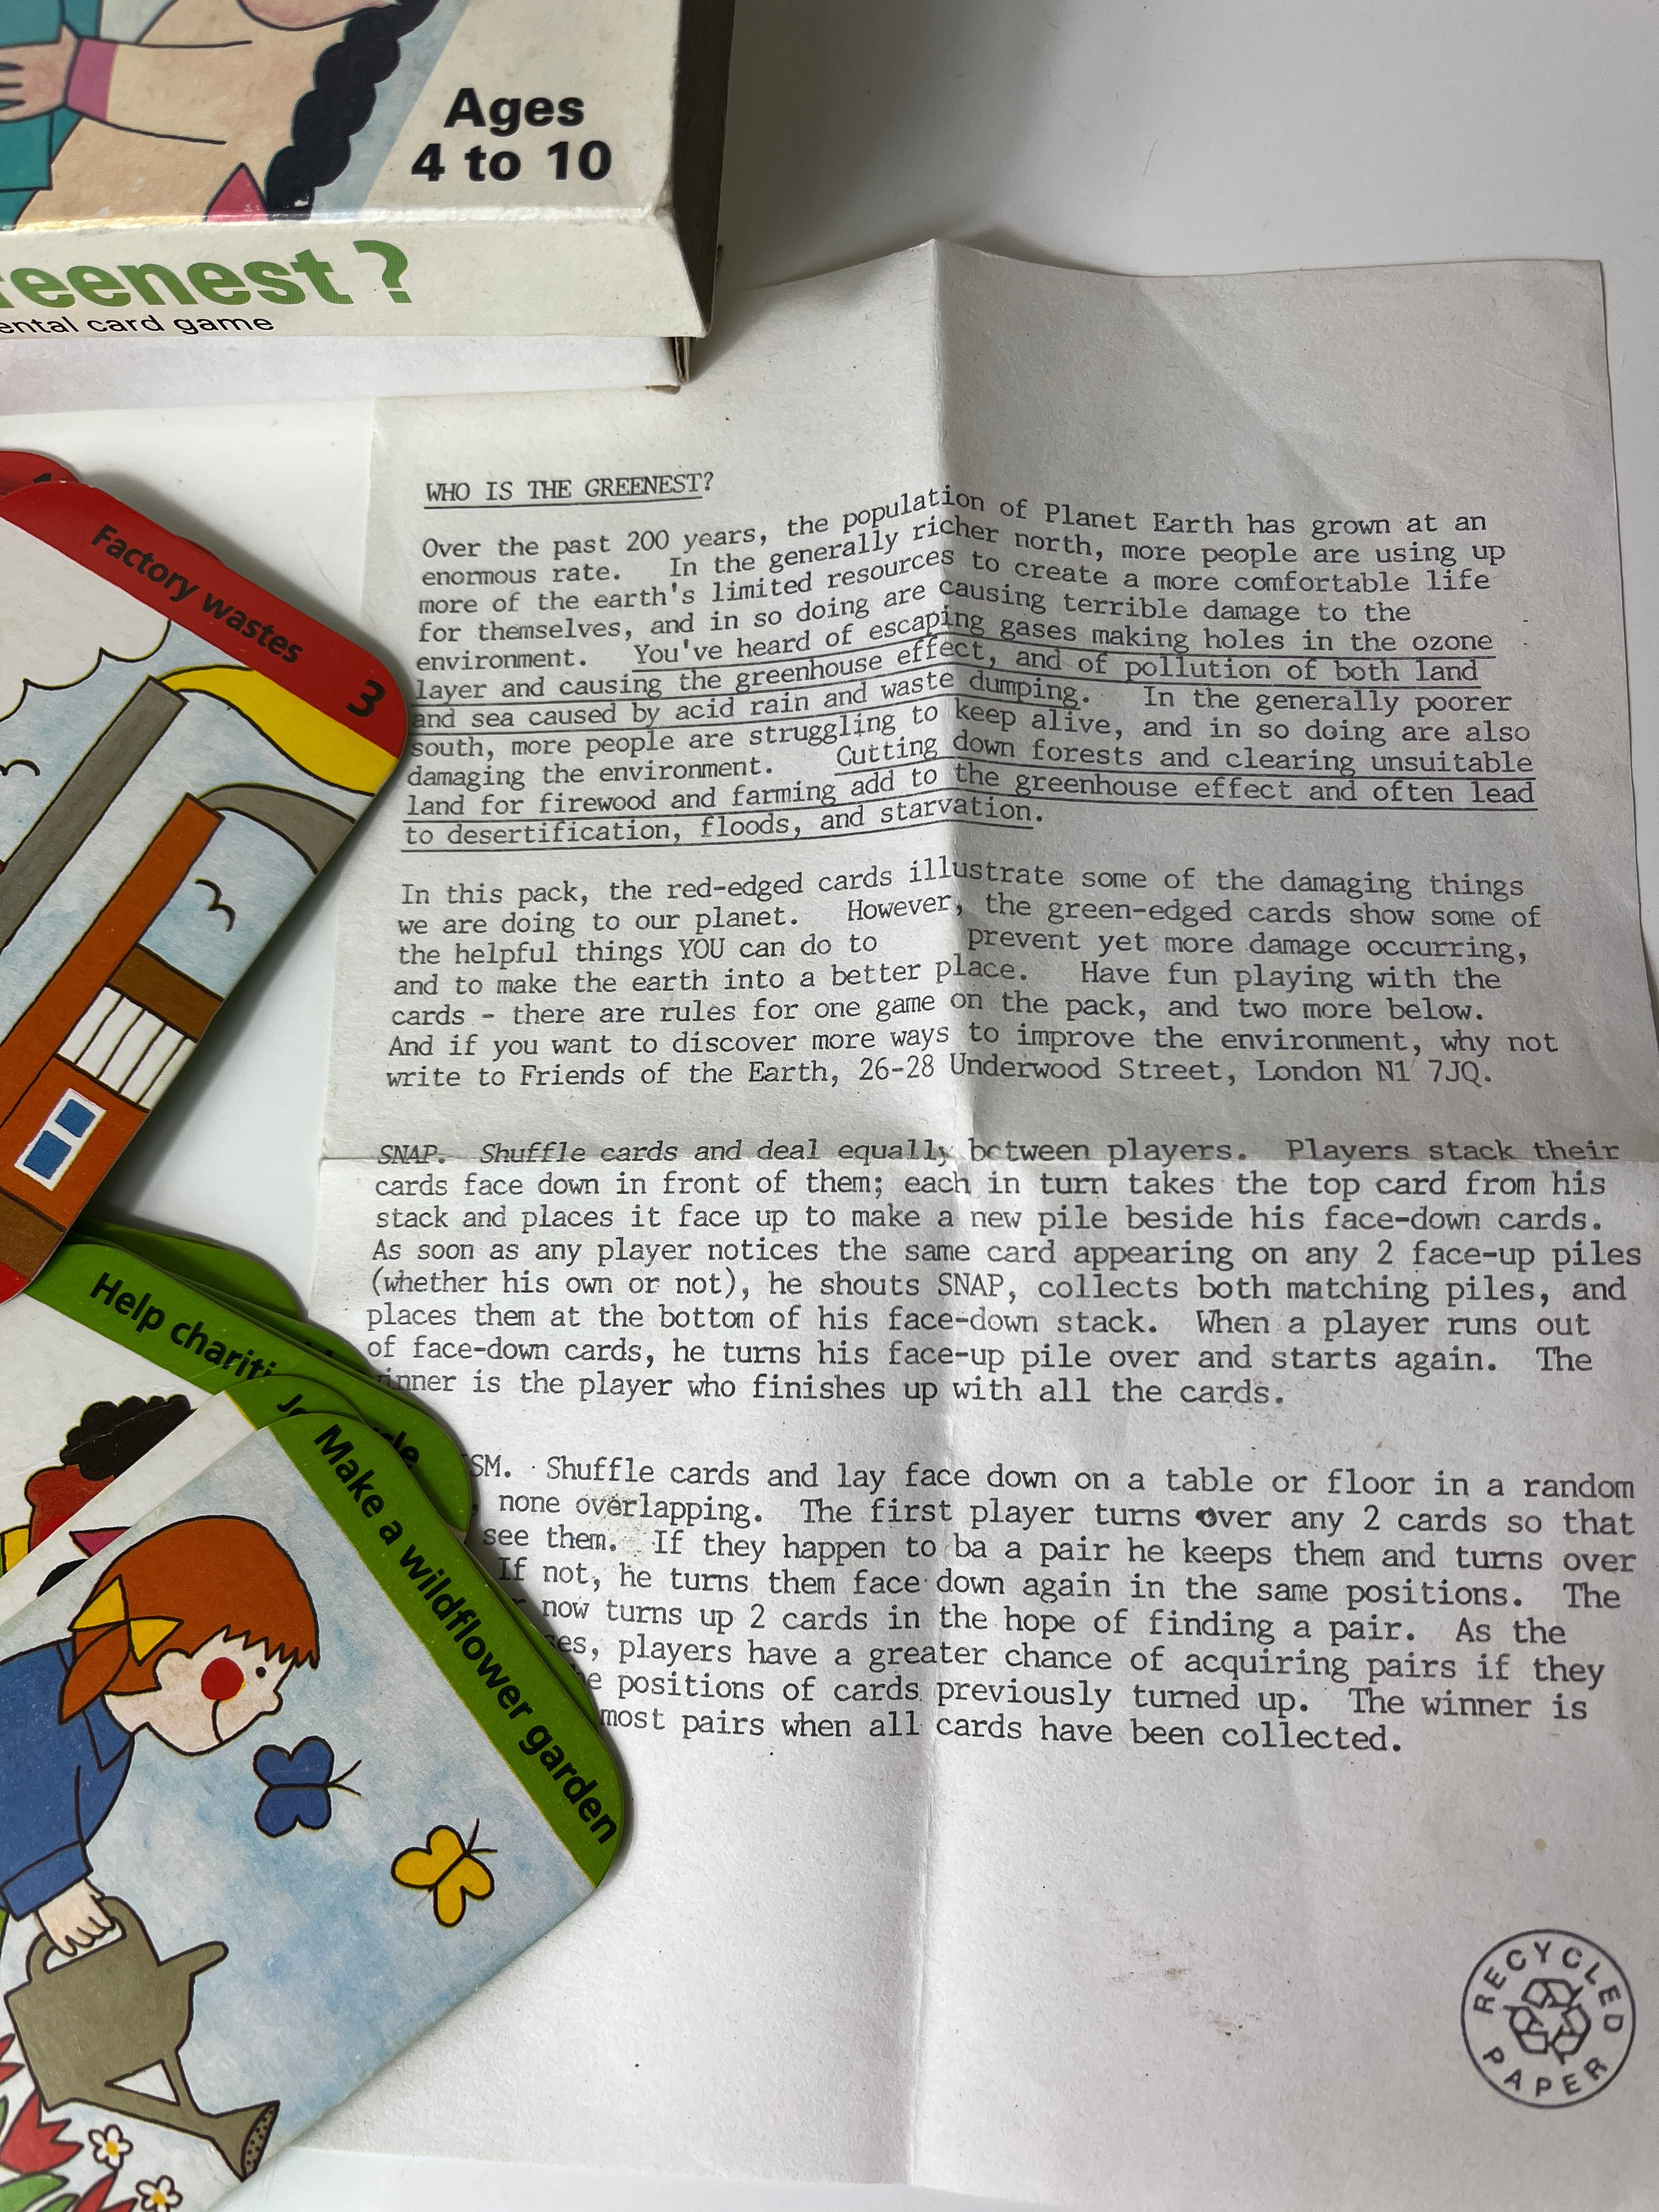 Ages
4 to 10
reenest?
ental card game
Factory wastes
3
Help chariti
Make a wildflower garden
WHO IS THE GREENEST?
Over the past 200 years, the population of Planet Earth has grown at an
enormous rate. In the generally richer north, more people are using up
more of the earth's limited resources to create a more comfortable life
for themselves, and in so doing are causing terrible damage to the
environment. You've heard of escaping gases making holes in the ozone
layer and causing the greenhouse effect, and of pollution of both land
and sea caused by acid rain and waste dumping. In the generally poorer
south, more people are struggling to keep alive, and in so doing are also
damaging the environment. Cutting down forests and clearing unsuitable
land for firewood and farming add to the greenhouse effect and often lead
to desertification, floods, and starvation.
In this pack, the red-edged cards illustrate some of the damaging things
we are doing to our planet. However, the green-edged cards show some of
the helpful things YOU can do to prevent yet more damage occurring,
and to make the earth into a better place. Have fun playing with the
cards - there are rules for one game on the pack, and two more below.
And if you want to discover more ways to improve the environment, why not
write to Friends of the Earth, 26-28 Underwood Street, London N1 7JQ.
SNAP. Shuffle cards and deal equally between players. Players stack their
cards face down in front of them; each in turn takes the top card from his
stack and places it face up to make a new pile beside his face-down cards.
As soon as any player notices the same card appearing on any 2 face-up piles
(whether his own or not), he shouts SNAP, collects both matching piles, and
places them at the bottom of his face-down stack. When a player runs out
of face-down cards, he turns his face-up pile over and starts again. The
inner is the player who finishes up with all the cards.
SM. Shuffle cards and lay face down on a table or floor in a random
, none overlapping. The first player turns over any 2 cards so that
see them. If they happen to ba a pair he keeps them and turns over
If not, he turns them face down again in the same positions. The
now turns up 2 cards in the hope of finding a pair. As the
es, players have a greater chance of acquiring pairs if they
e positions of cards previously turned up. The winner is
most pairs when all cards have been collected.
RECYCLED
PAPER